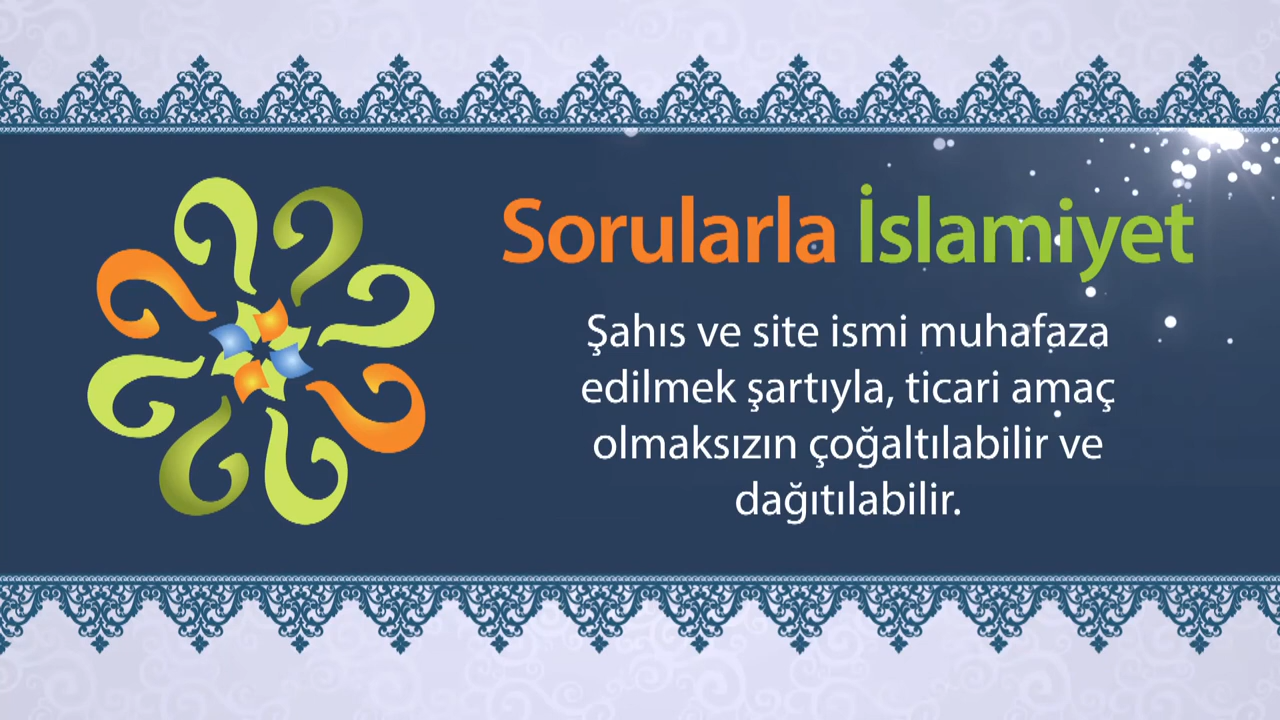 Sorularla İslamiyet
Şahıs ve site ismi muhafaza
edilmek şartıyla, ticari amaç
olmaksızın çoğaltılabilir ve
dağıtılabilir.